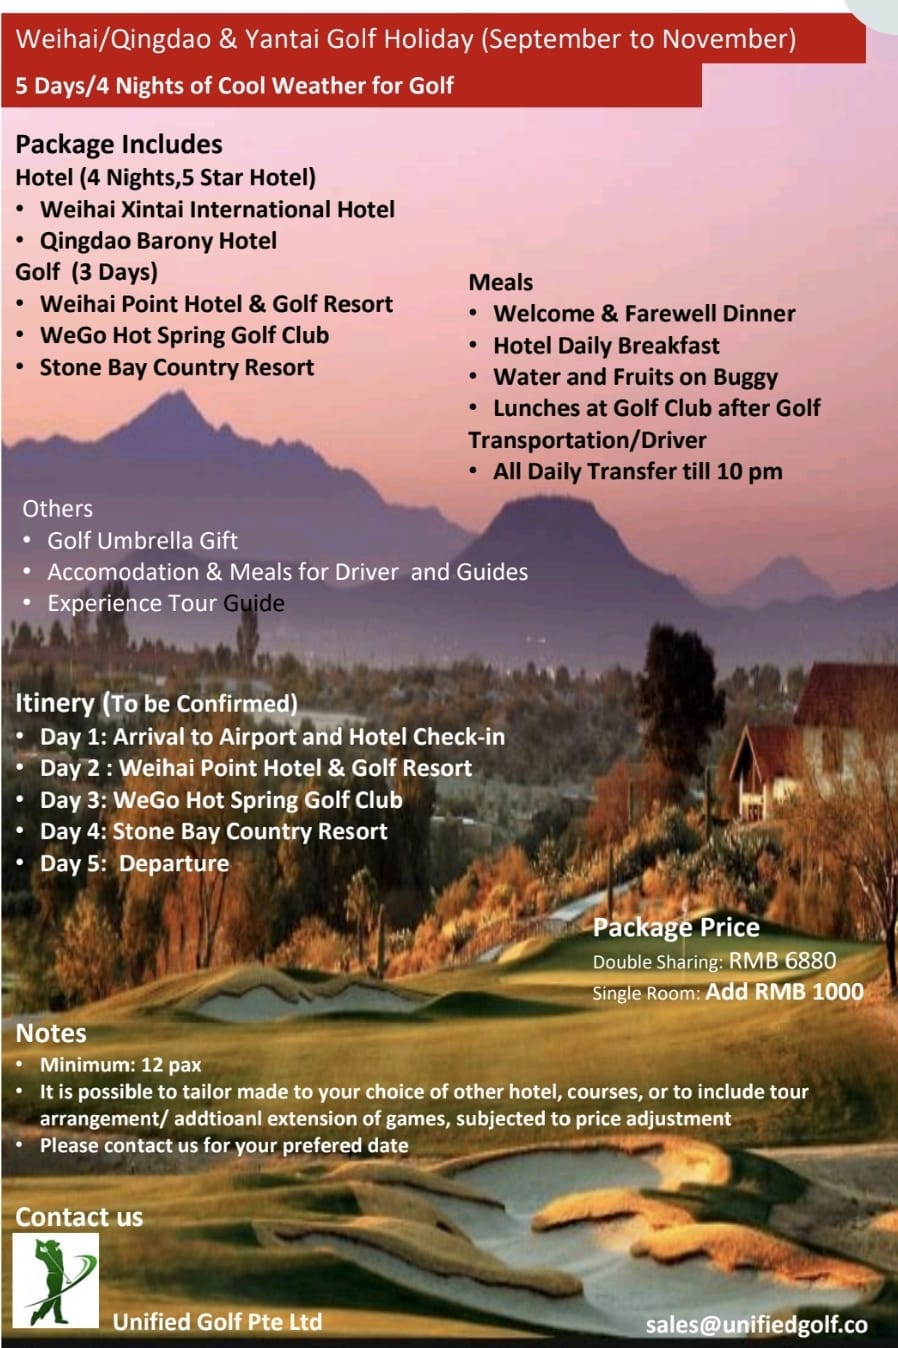 Weihai/Qingdao & Yantai Golf Holiday (September to November)
5 Days/4 Nights of Cool Weather for Golf
Package Includes
Hotel (4 Nights,5 Star Hotel)
• Weihai Xintai International Hotel
• Qingdao Barony Hotel
Golf (3 Days)
• Weihai Point Hotel & Golf Resort
• WeGo Hot Spring Golf Club
• Stone Bay Country Resort
Meals
• Welcome & Farewell Dinner
• Hotel Daily Breakfast
• Water and Fruits on Buggy
• Lunches at Golf Club after Golf
Transportation/Driver
• All Daily Transfer till 10 pm
Others
• Golf Umbrella Gift
• Accomodation & Meals for Driver and Guides
• Experience Tour Guide
Itinery (To be Confirmed)
• Day 1: Arrival to Airport and Hotel Check-in
• Day 2 : Weihai Point Hotel & Golf Resort
• Day 3: WeGo Hot Spring Golf Club
• Day 4: Stone Bay Country Resort
• Day 5: Departure
Package Price
Double Sharing: RMB 6880
Single Room: Add RMB 1000
Notes
• Minimum: 12 pax
• It is possible to tailor made to your choice of other hotel, courses, or to include tour
arrangement/ addtioanl extension of games, subjected to price adjustment
• Please contact us for your prefered date
Contact us
Unified Golf Pte Ltd
sales@unifiedgolf.co